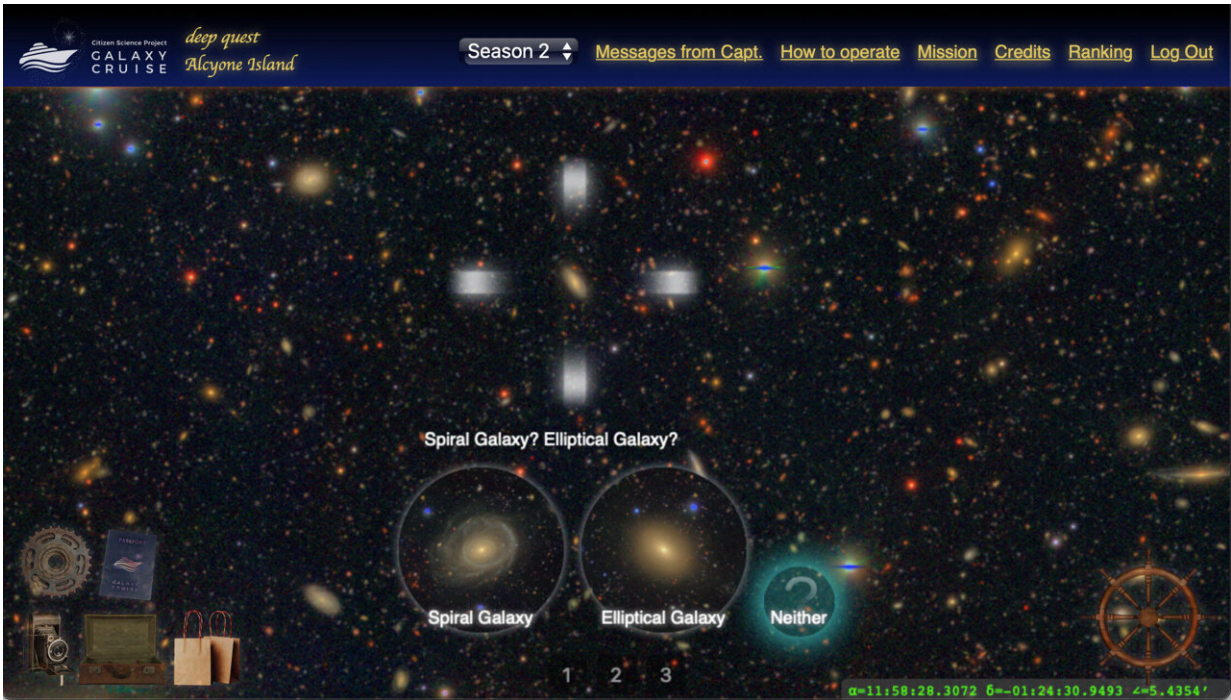 Citizen Science Project
GALAXY
CRUISE
deep quest
Alcyone Island
Season 2
Messages from Capt.
How to operate
Mission
Credits
Ranking
Log Out
Spiral Galaxy? Elliptical Galaxy?
Spiral Galaxy
Elliptical Galaxy
?
Neither
GALAXY
CRUISE
1 2 3
α=11:58:28.3072 δ=-01:24:30.9493 ∠=5.4354′